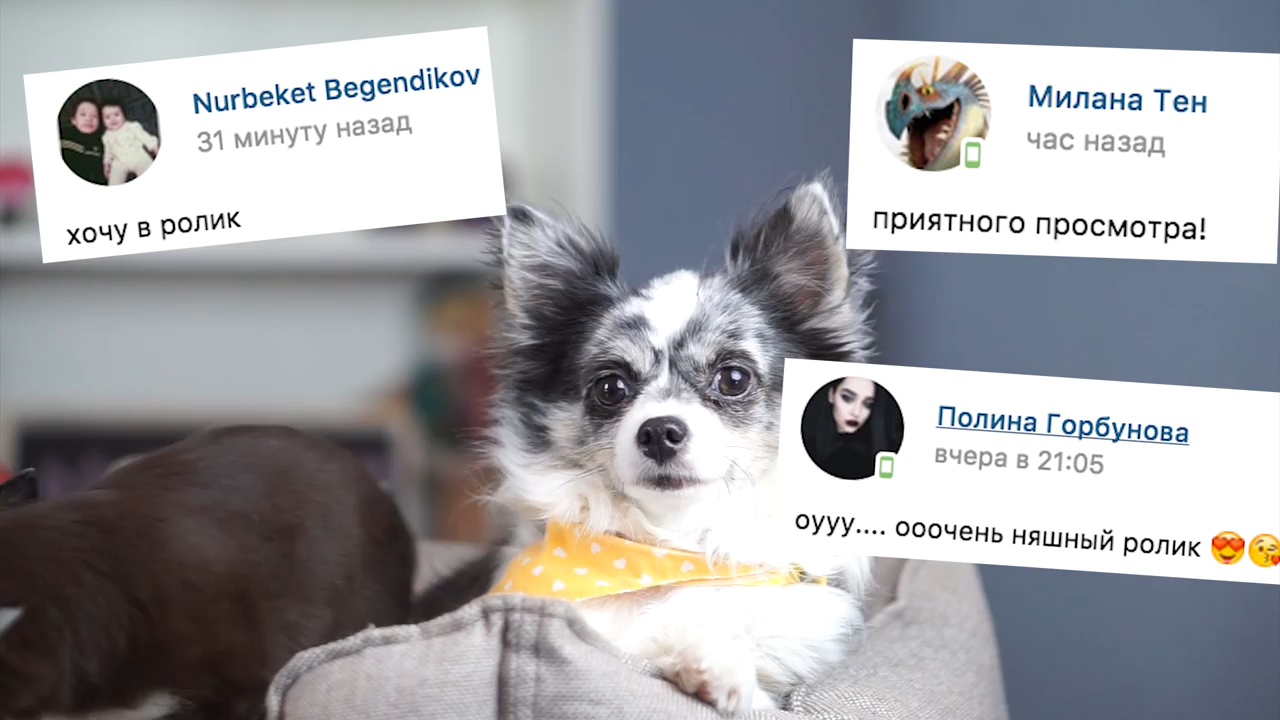 Nurbeket Begendikov
31 минуту назад
хочу в ролик
Милана Тен
час назад
приятного просмотра!
Полина Горбунова
вчера в 21:05
оууу.... ооочень няшный ролик 😍😘